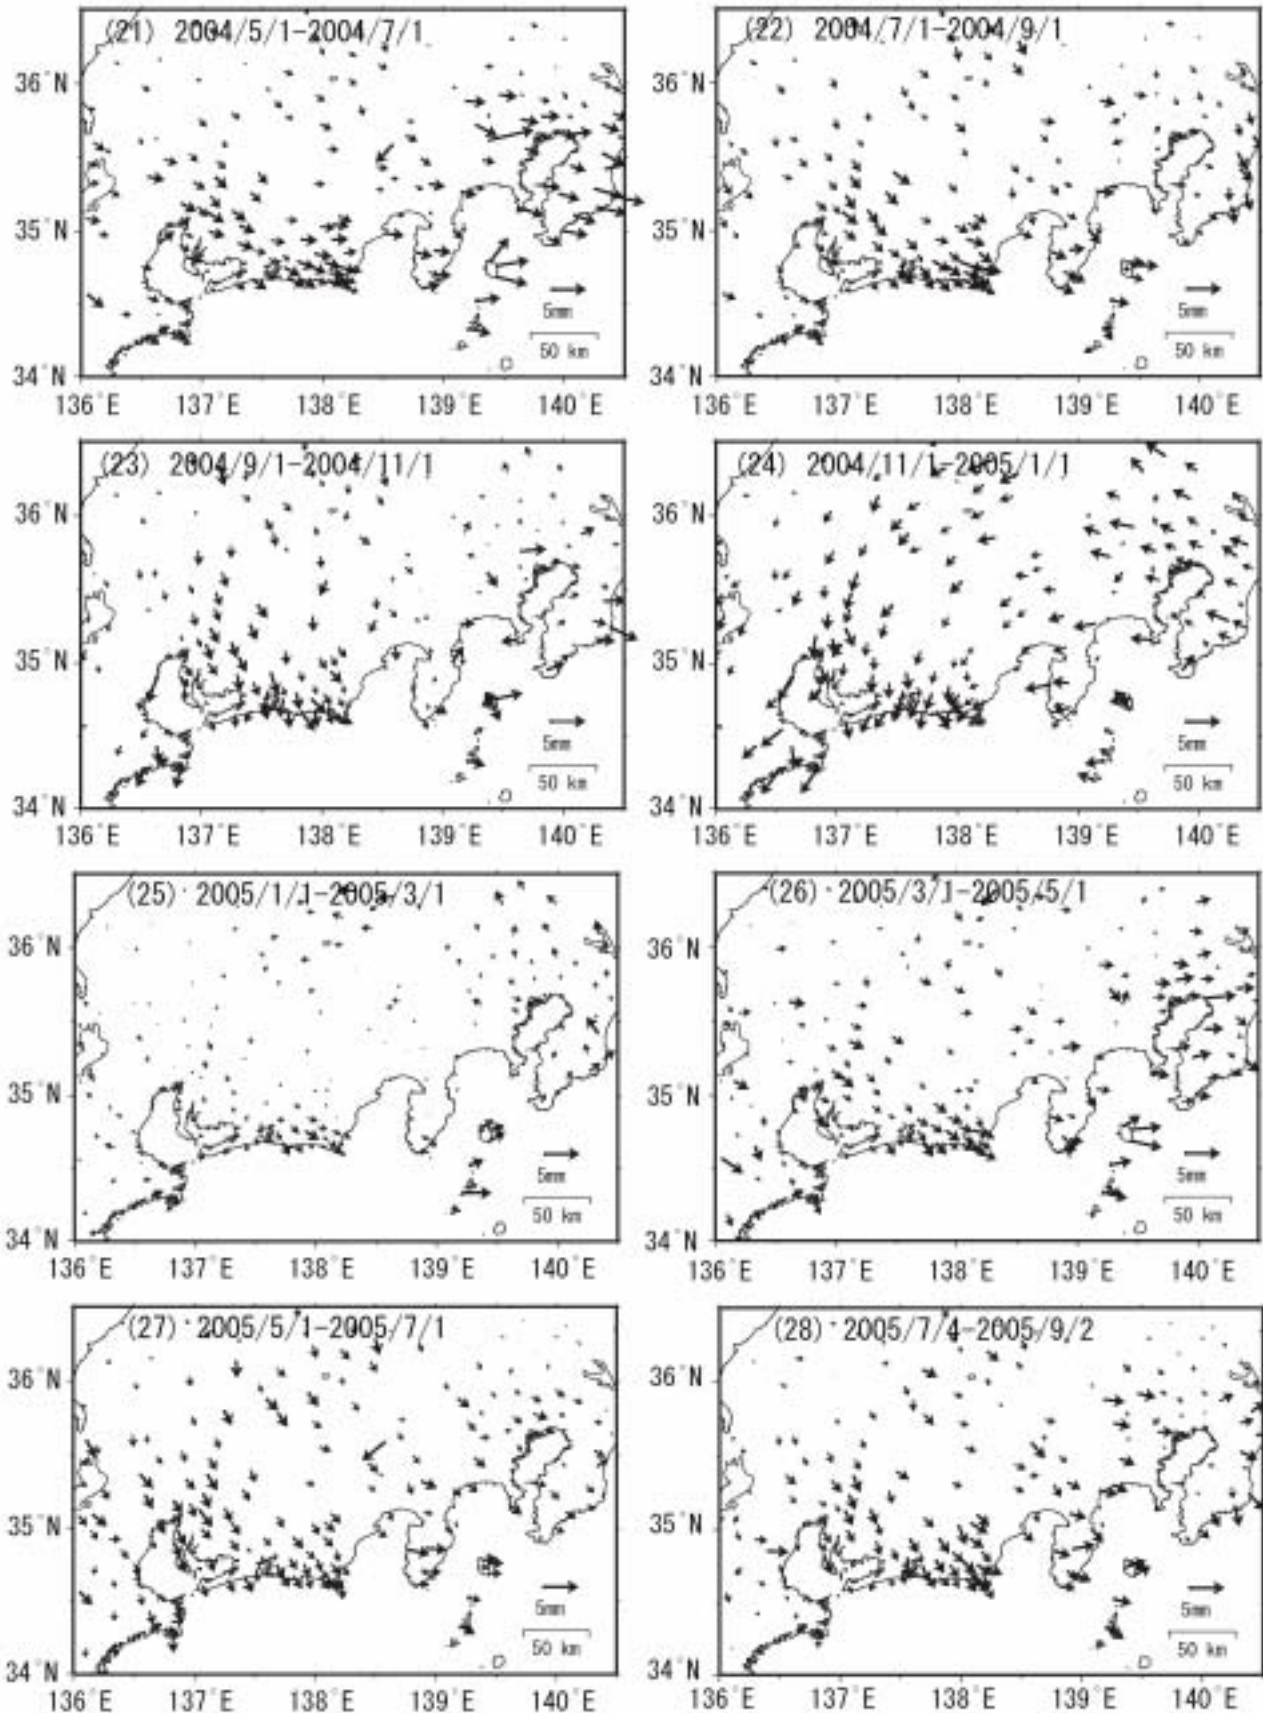 (21) 2004/5/1-2004/7/1
36°N
35°N
34°N
5mm
50 km
136°E 137°E 138°E 139°E 140°E
(22) 2004/7/1-2004/9/1
36°N
35°N
34°N
5mm
50 km
136°E 137°E 138°E 139°E 140°E
(23) 2004/9/1-2004/11/1
36°N
35°N
34°N
5mm
50 km
136°E 137°E 138°E 139°E 140°E
(24) 2004/11/1-2005/1/1
36°N
35°N
34°N
5mm
50 km
136°E 137°E 138°E 139°E 140°E
(25) 2005/1/1-2005/3/1
36°N
35°N
34°N
5mm
50 km
136°E 137°E 138°E 139°E 140°E
(26) 2005/3/1-2005/5/1
36°N
35°N
34°N
5mm
50 km
136°E 137°E 138°E 139°E 140°E
(27) 2005/5/1-2005/7/1
36°N
35°N
34°N
5mm
50 km
136°E 137°E 138°E 139°E 140°E
(28) 2005/7/4-2005/9/2
36°N
35°N
34°N
5mm
50 km
136°E 137°E 138°E 139°E 140°E